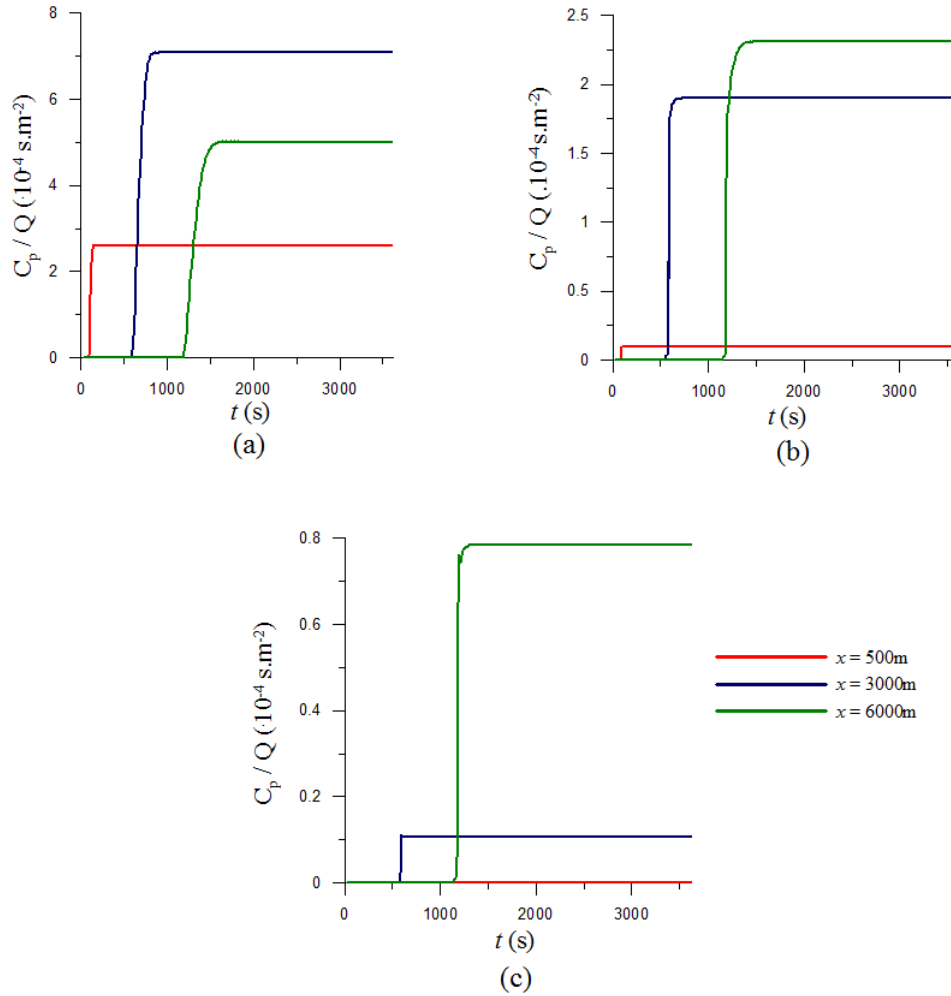 8
6
4
2
0
C_p / Q (·10^-4 s.m^-2)
0 1000 2000 3000
t (s)
(a)
2.5
2
1.5
1
0.5
0
C_p / Q (.10^-4 s.m^-2)
0 1000 2000 3000
t (s)
(b)
0.8
0.6
0.4
0.2
0
C_p / Q (·10^-4 s.m^-2)
0 1000 2000 3000
t (s)
(c)
x = 500m
x = 3000m
x = 6000m